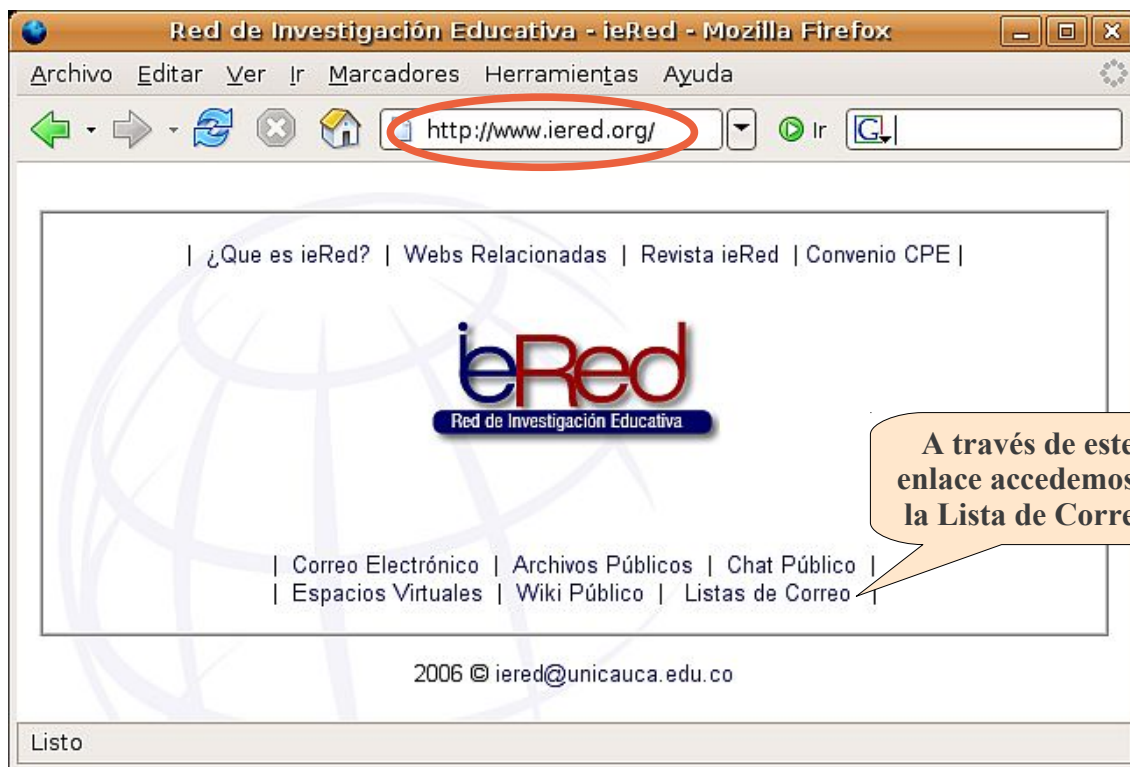 Red de Investigación Educativa - ieRed - Mozilla Firefox
Archivo Editar Ver Ir Marcadores Herramientas Ayuda
http://www.iered.org/ Ir G
| ¿Que es ieRed? | Webs Relacionadas | Revista ieRed | Convenio CPE |
ieRed
Red de Investigación Educativa
A través de este
enlace accedemos
la Lista de Corre
| Correo Electrónico | Archivos Públicos | Chat Público |
| Espacios Virtuales | Wiki Público | Listas de Correo |
2006 © iered@unicauca.edu.co
Listo